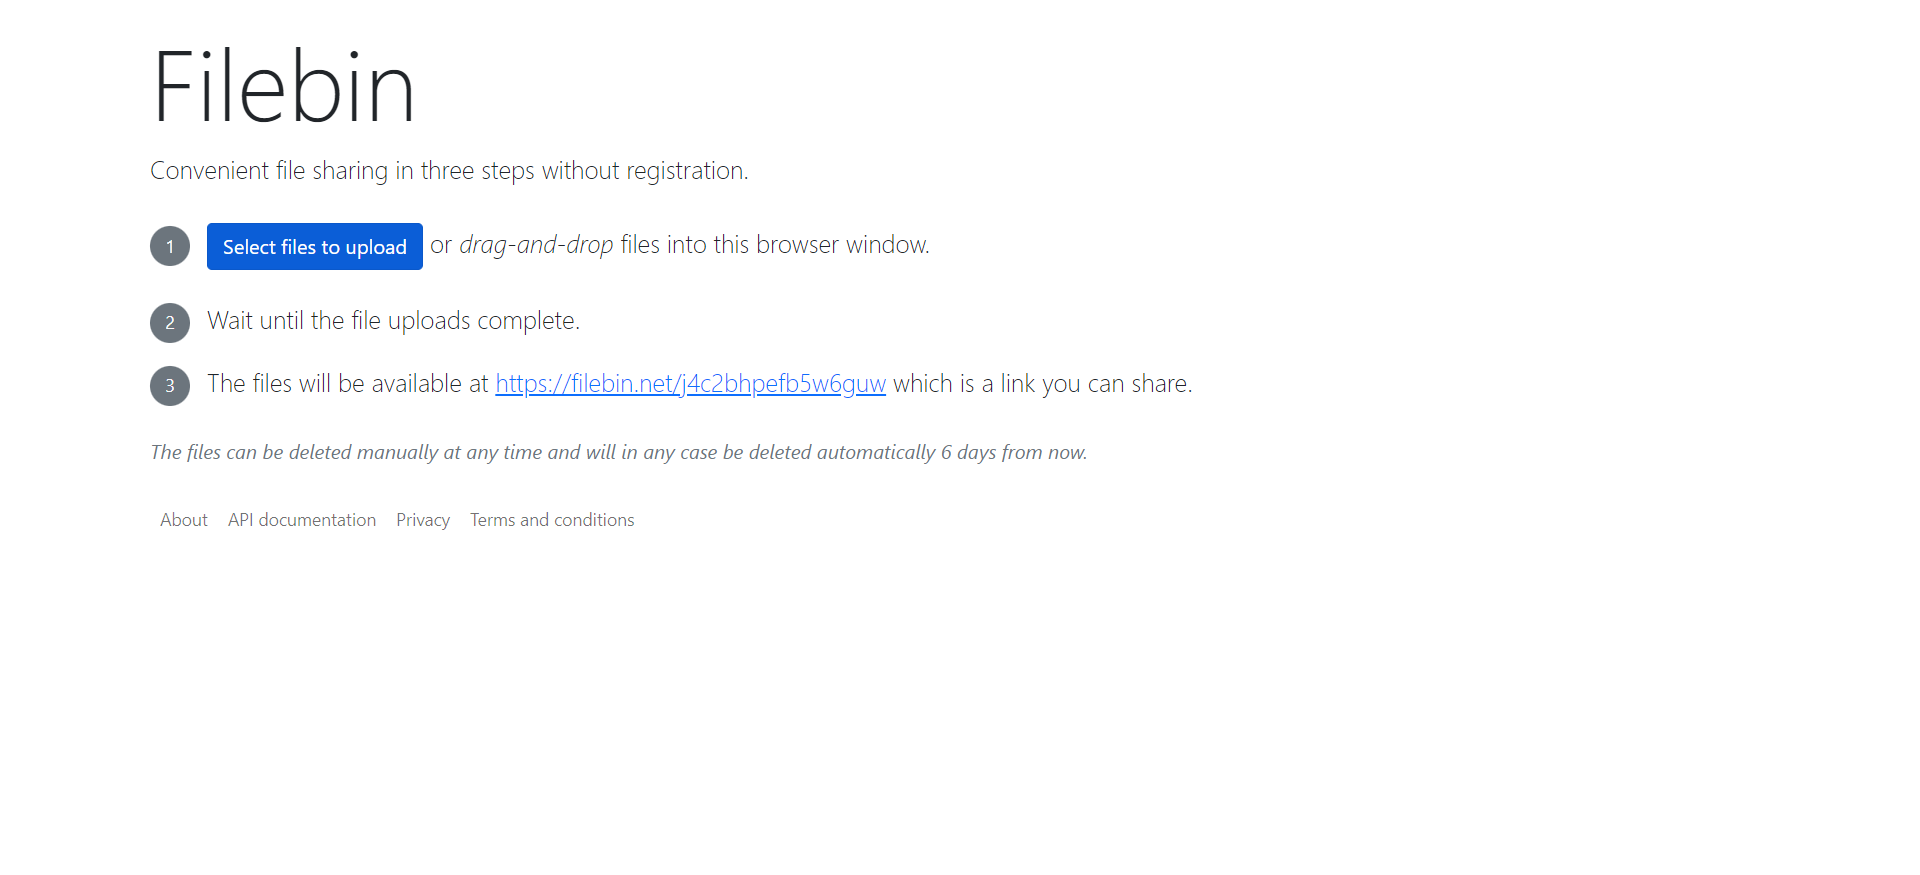 Filebin
Convenient file sharing in three steps without registration.
1 Select files to upload or drag-and-drop files into this browser window.
2 Wait until the file uploads complete.
3 The files will be available at https://filebin.net/j4c2bhpefb5w6guw which is a link you can share.
The files can be deleted manually at any time and will in any case be deleted automatically 6 days from now.
About API documentation Privacy Terms and conditions